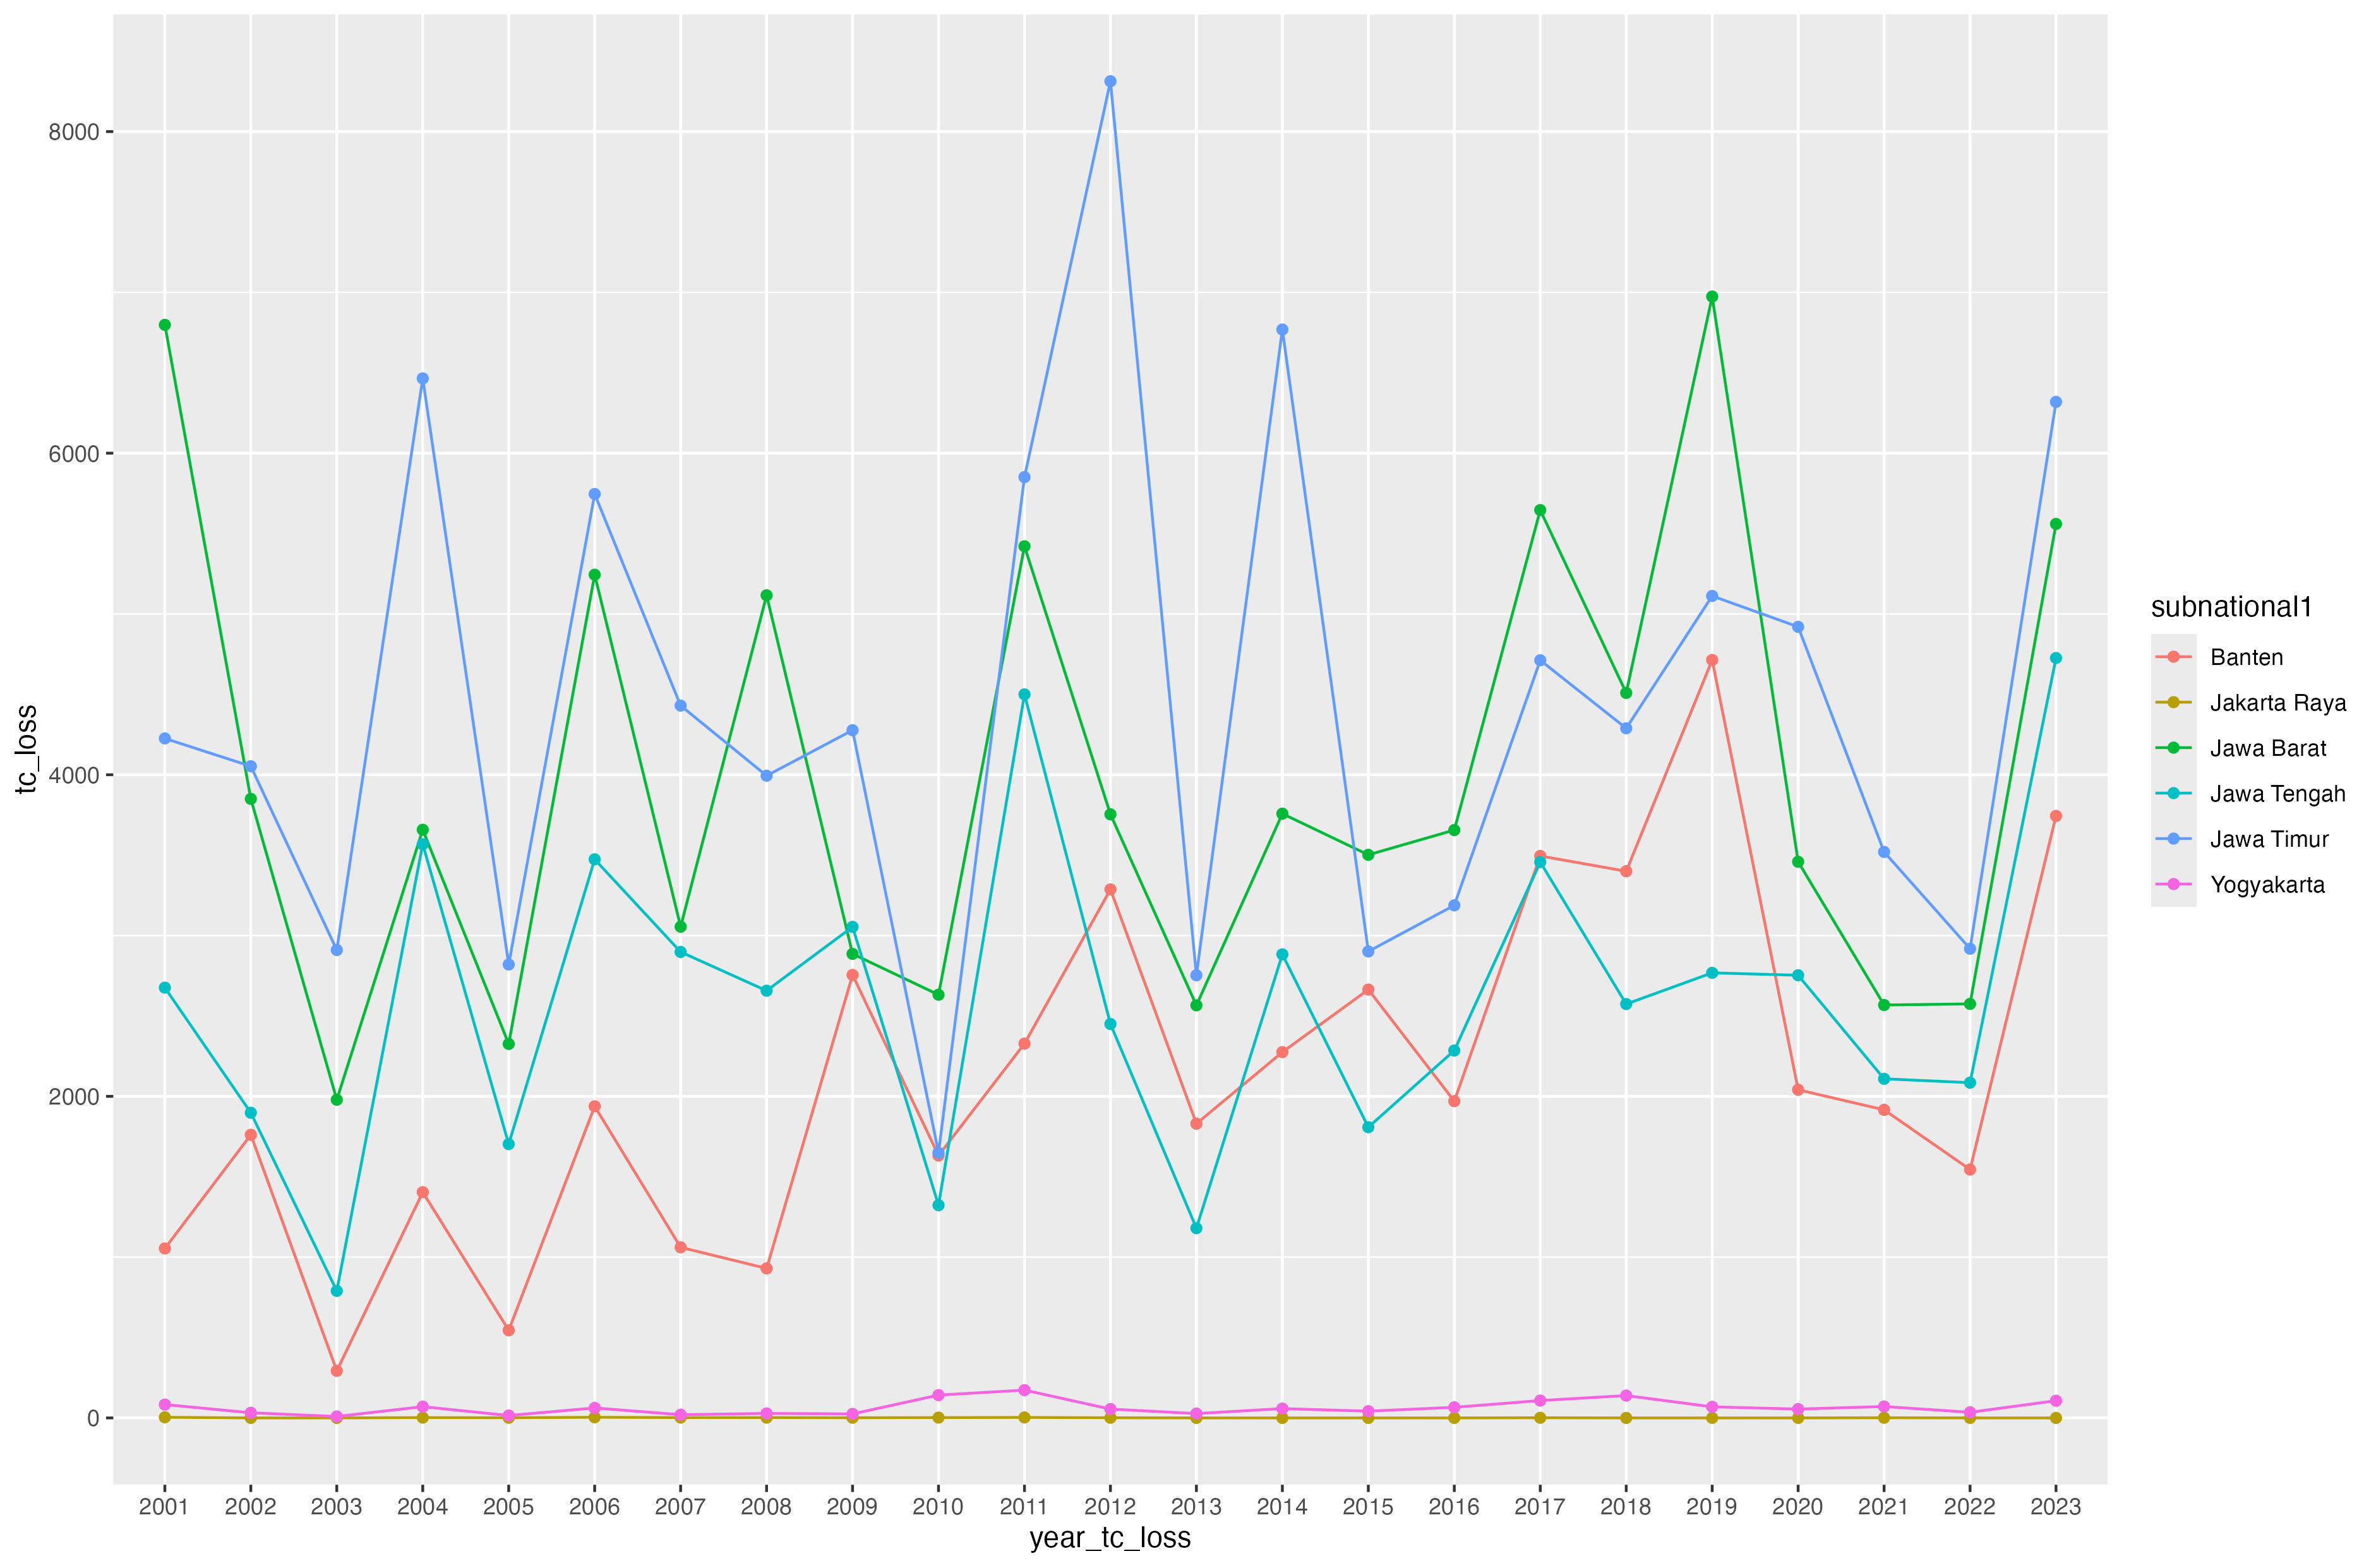 tc_loss
8000
6000
4000
2000
0
2001 2002 2003 2004 2005 2006 2007 2008 2009 2010 2011 2012 2013 2014 2015 2016 2017 2018 2019 2020 2021 2022 2023
year_tc_loss
subnational1
Banten
Jakarta Raya
Jawa Barat
Jawa Tengah
Jawa Timur
Yogyakarta